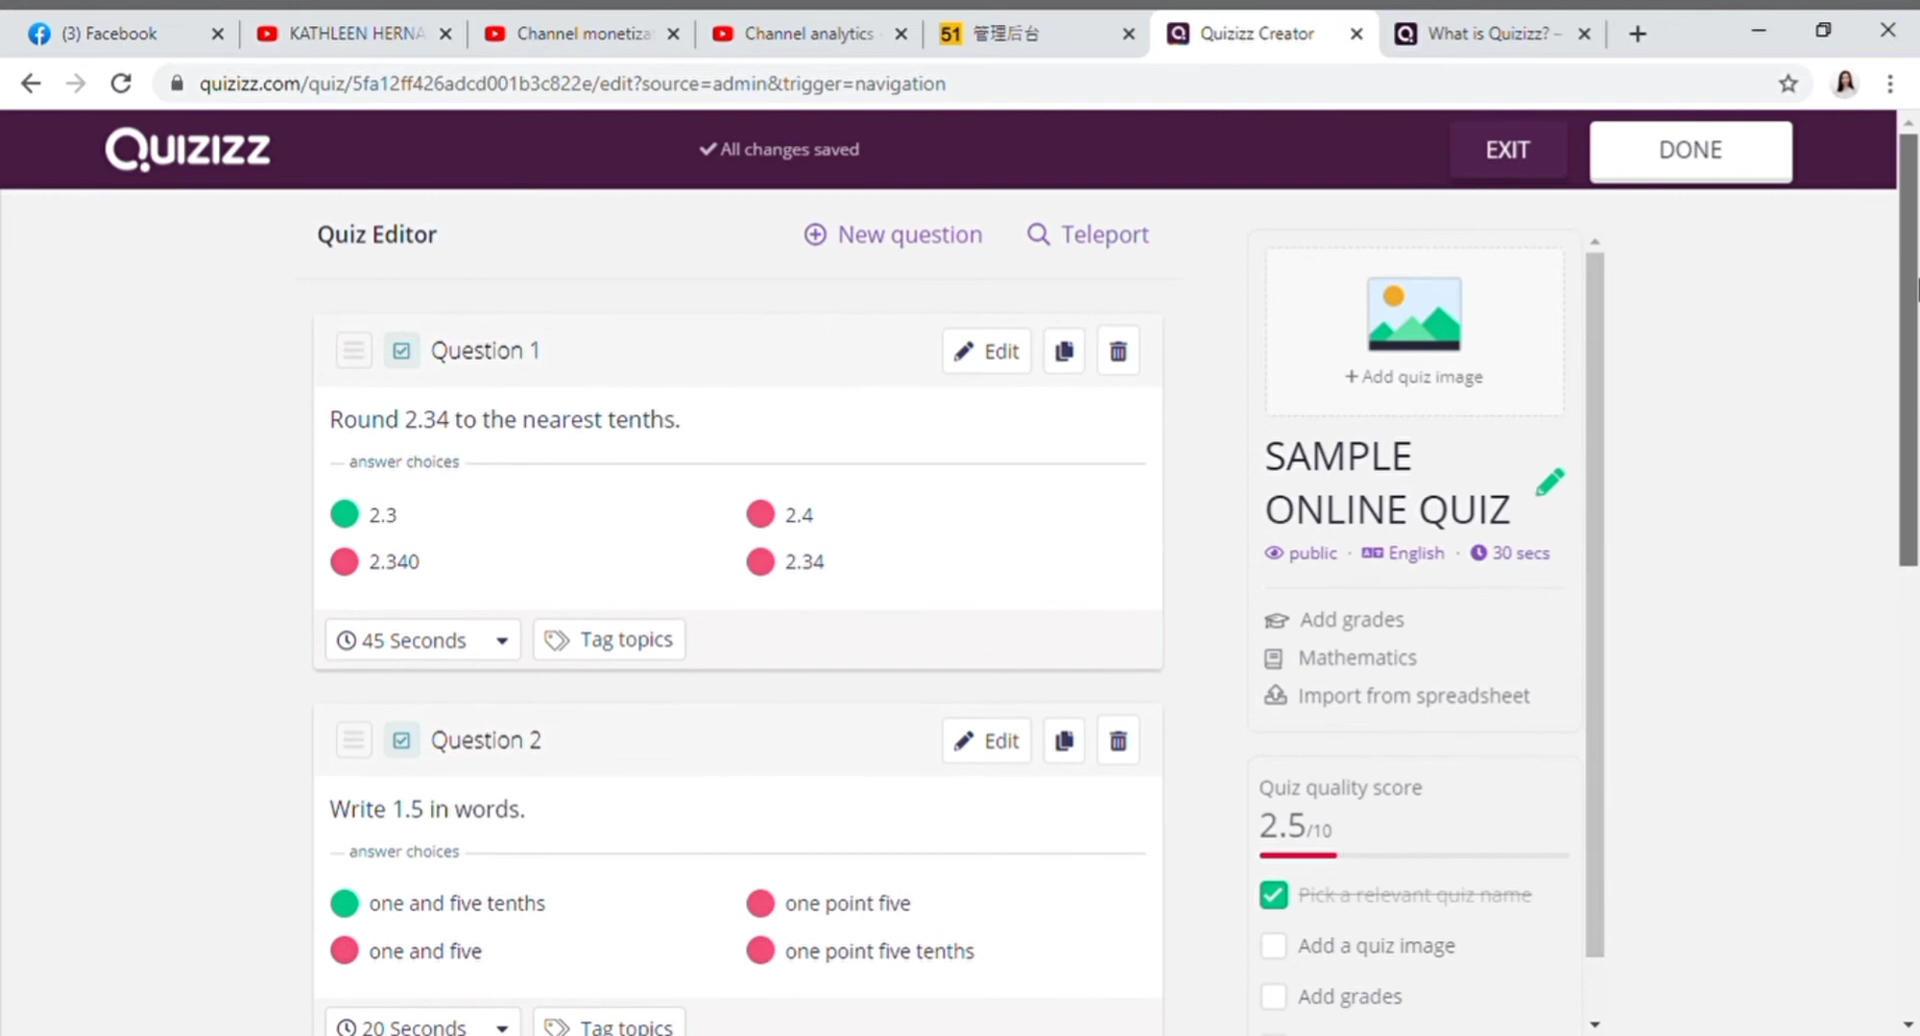 (3) Facebook
KATHLEEN HERNA
Channel monetiza
Channel analytics
51 管理后台
Quizizz Creator
What is Quizizz? –
quizizz.com/quiz/5fa12ff426adcd001b3c822e/edit?source=admin&trigger=navigation
Quizizz
All changes saved
EXIT
DONE
Quiz Editor
New question
Teleport
Question 1
Edit
Round 2.34 to the nearest tenths.
answer choices
2.3
2.4
2.340
2.34
45 Seconds
Tag topics
Question 2
Edit
Write 1.5 in words.
answer choices
one and five tenths
one point five
one and five
one point five tenths
20 Seconds
Tag topics
+ Add quiz image
SAMPLE
ONLINE QUIZ
public · English · 30 secs
Add grades
Mathematics
Import from spreadsheet
Quiz quality score
2.5/10
Pick a relevant quiz name
Add a quiz image
Add grades